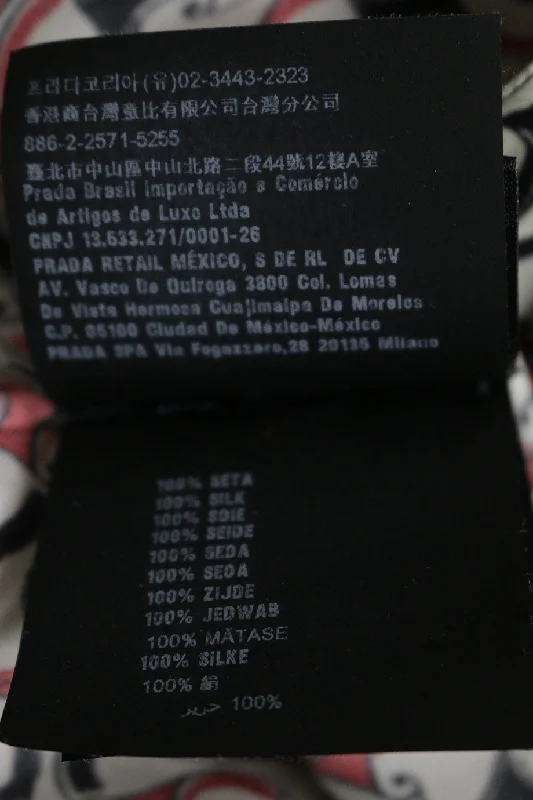 프라다코리아(유)02-3443-2323
香港商台灣壹比有限公司台灣分公司
886-2-2571-5255
臺北市中山區中山北路二段44號12樓A室
Prada Brasil Importação e Comércio
de Artigos de Luxo Ltda
CNPJ 13.633.271/0001-26
PRADA RETAIL MÉXICO, S DE RL DE CV
AV. Vasco De Quiroga 3800 Col. Lomas
De Vista Hermosa Cuajimalpa De Morelos
C.P. 05100 Ciudad De México-México
PRADA SPA Via Fogazzaro,28 20135 Milano
100% SETA
100% SILK
100% SOIE
100% SEIDE
100% SEDA
100% SEDA
100% ZIJDE
100% JEDWAB
100% MĂTASE
100% SİLKE
100% 絹
100% حرير